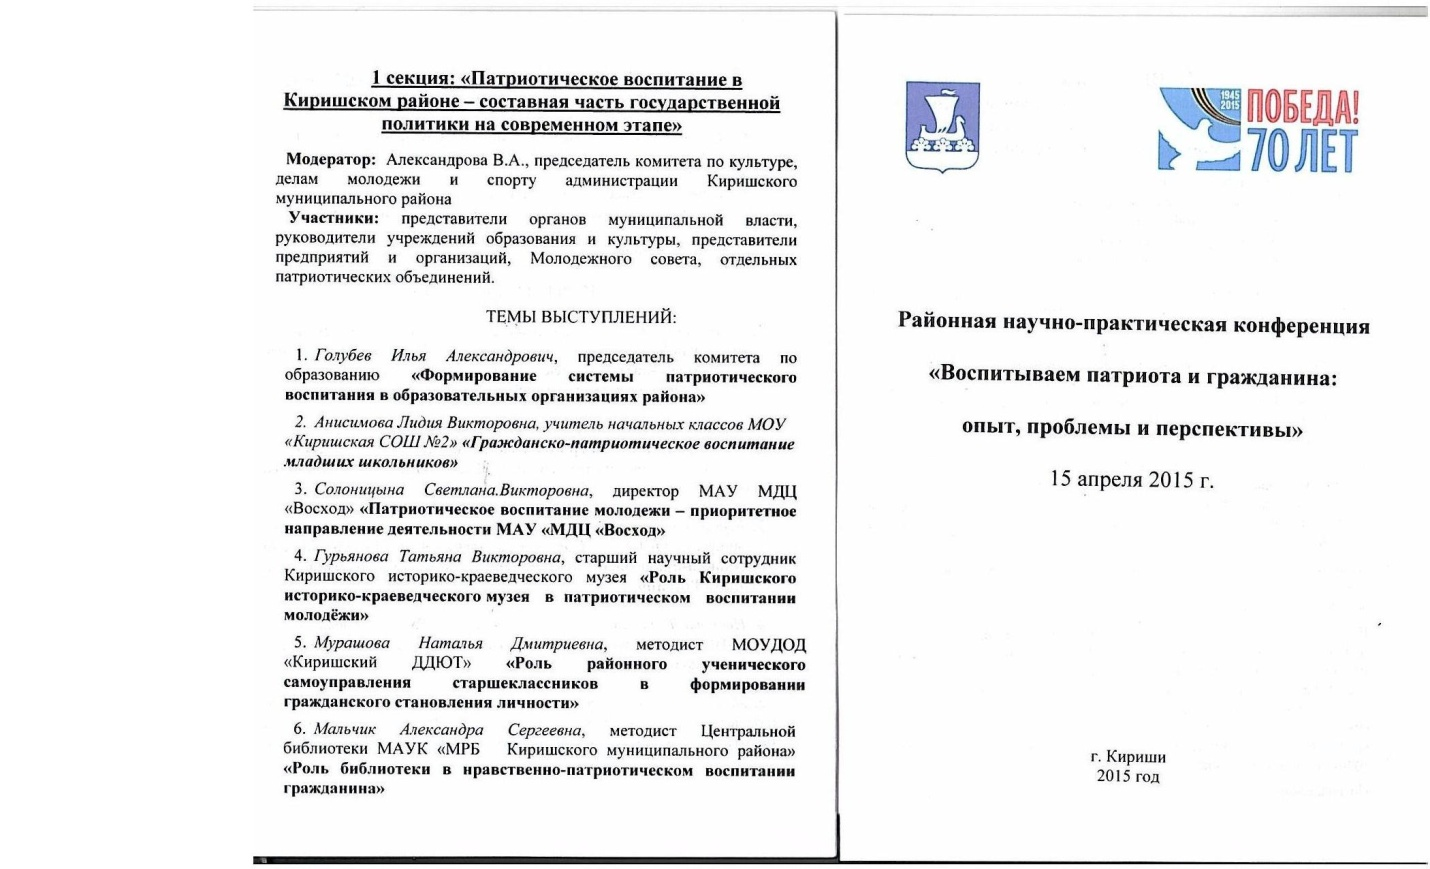 1 секция: «Патриотическое воспитание в
Киришском районе – составная часть государственной
политики на современном этапе»
Модератор: Александрова В.А., председатель комитета по культуре,
делам молодежи и спорту администрации Киришского
муниципального района
Участники: представители органов муниципальной власти,
руководители учреждений образования и культуры, представители
предприятий и организаций, Молодежного совета, отдельных
патриотических объединений.
ТЕМЫ ВЫСТУПЛЕНИЙ:
1. Голубев Илья Александрович, председатель комитета по
образованию «Формирование системы патриотического
воспитания в образовательных организациях района»
2. Анисимова Лидия Викторовна, учитель начальных классов МОУ
«Киришская СОШ №2» «Гражданско-патриотическое воспитание
младших школьников»
3. Солоницына Светлана.Викторовна, директор МАУ МДЦ
«Восход» «Патриотическое воспитание молодежи – приоритетное
направление деятельности МАУ «МДЦ «Восход»
4. Гурьянова Татьяна Викторовна, старший научный сотрудник
Киришского историко-краеведческого музея «Роль Киришского
историко-краеведческого музея в патриотическом воспитании
молодёжи»
5. Мурашова Наталья Дмитриевна, методист МОУДОД
«Киришский ДДЮТ» «Роль районного ученического
самоуправления старшеклассников в формировании
гражданского становления личности»
6. Мальчик Александра Сергеевна, методист Центральной
библиотеки МАУК «МРБ Киришского муниципального района»
«Роль библиотеки в нравственно-патриотическом воспитании
гражданина»
1945
2015
ПОБЕДА!
70 ЛЕТ
Районная научно-практическая конференция
«Воспитываем патриота и гражданина:
опыт, проблемы и перспективы»
15 апреля 2015 г.
г. Кириши
2015 год